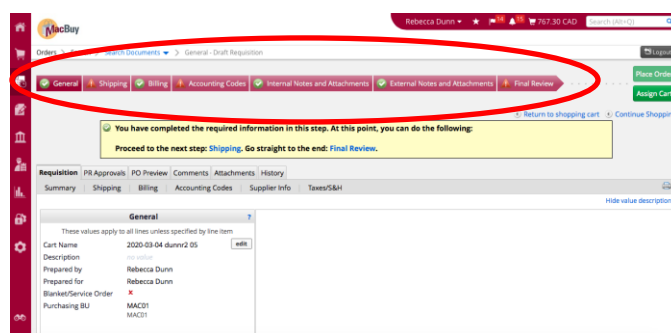 MacBuy
Rebecca Dunn 14 15 767.30 CAD Search (Alt+Q)
Orders > Search Documents > General - Draft Requisition
Logout
General Shipping Billing Accounting Codes Internal Notes and Attachments External Notes and Attachments Final Review
Place Orde
Assign Cart
Return to shopping cart Continue Shoppin
You have completed the required information in this step. At this point, you can do the following:
Proceed to the next step: Shipping. Go straight to the end: Final Review.
Requisition PR Approvals PO Preview Comments Attachments History
Summary Shipping Billing Accounting Codes Supplier Info Taxes/S&H
Hide value description
General ?
These values apply to all lines unless specified by line item
Cart Name 2020-03-04 dunnr2 05 edit
Description no value
Prepared by Rebecca Dunn
Prepared for Rebecca Dunn
Blanket/Service Order x
Purchasing BU MAC01
MAC01